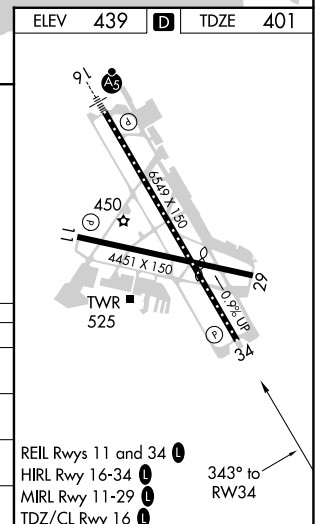 ELEV 439 D TDZE 401
16
A5
P
6549 X 150
450
P
11
4451 X 150
29
TWR
525
0.9% UP
P
34
REIL Rwys 11 and 34 L
HIRL Rwy 16-34 L
MIRL Rwy 11-29 L
TDZ/CL Rwy 16 L
343° to
RW34